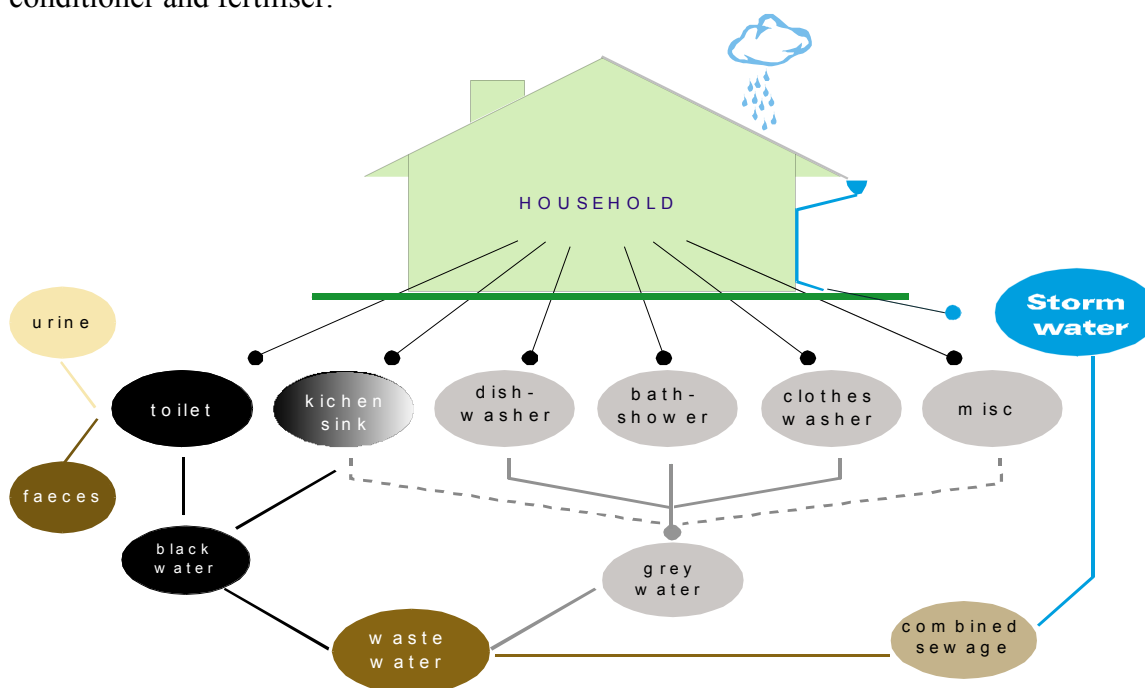 conditioner and fertiliser.
HOUSEHOLD
Storm
water
urine
toilet
kichen
sink
dish-
washer
bath-
shower
clothes
washer
misc
faeces
black
water
grey
water
waste
water
combined
sewage